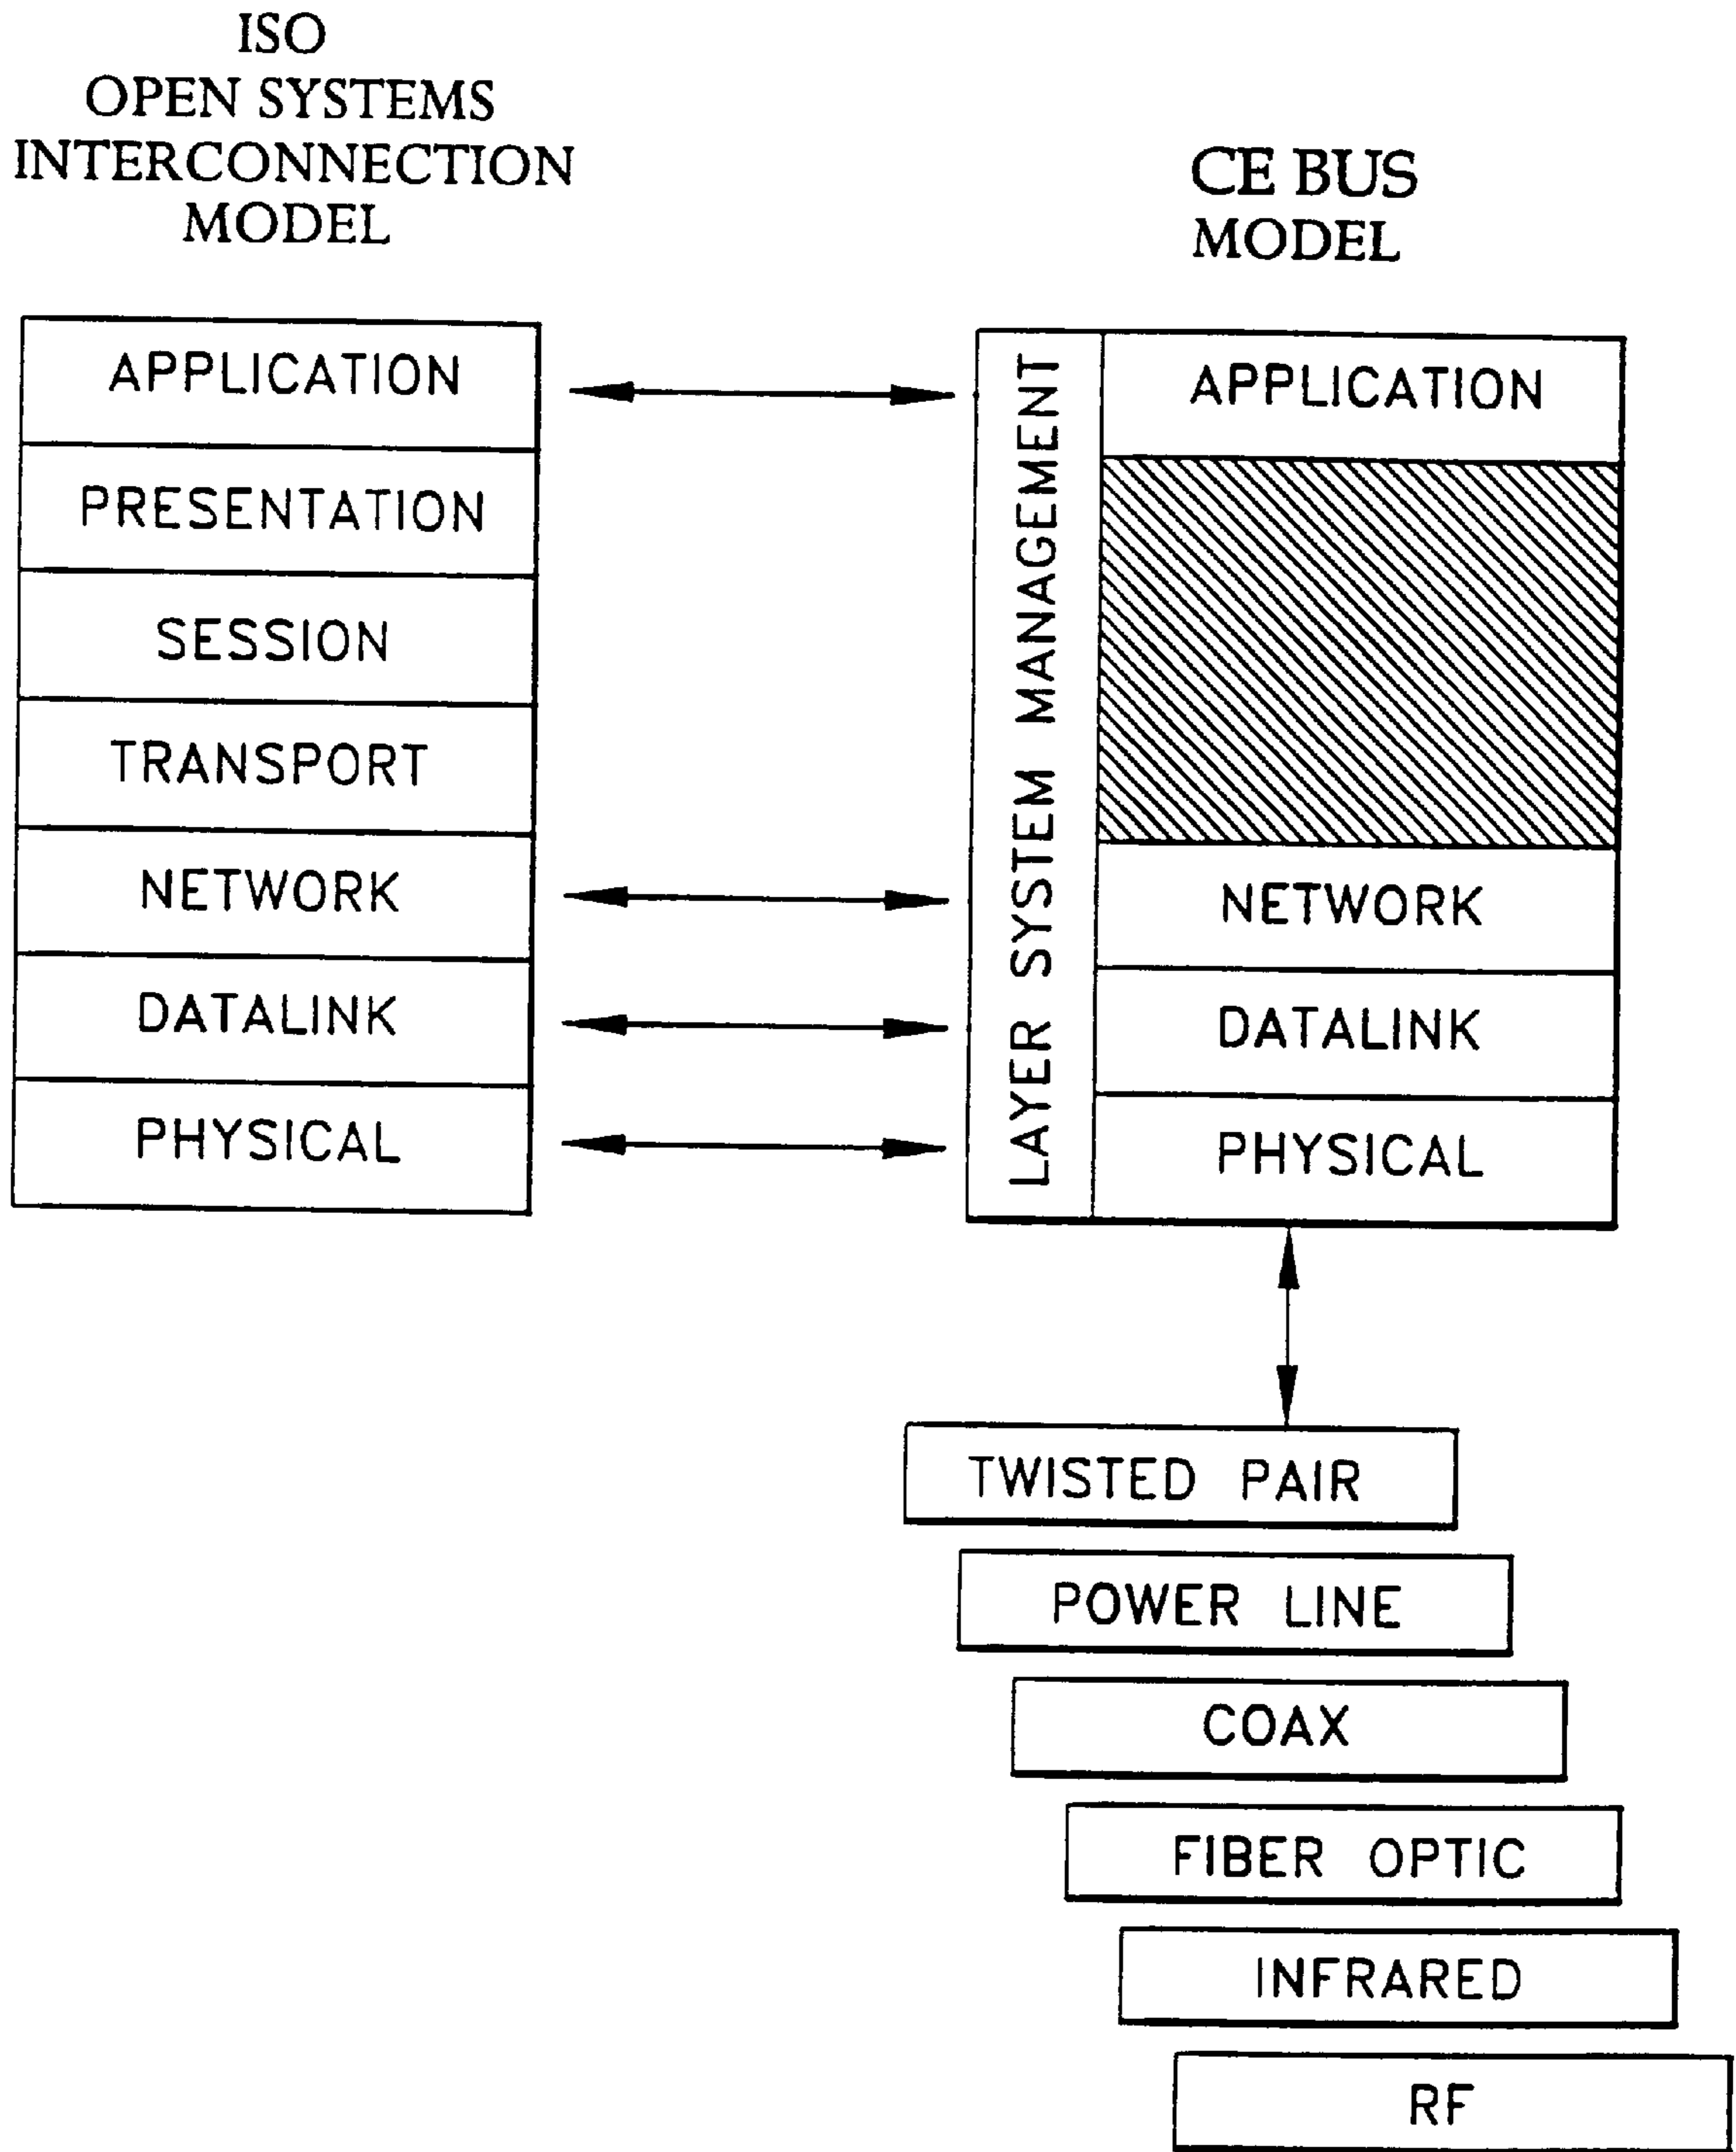 ISO
OPEN SYSTEMS
INTERCONNECTION
MODEL
APPLICATION
PRESENTATION
SESSION
TRANSPORT
NETWORK
DATALINK
PHYSICAL
CE BUS
MODEL
LAYER SYSTEM MANAGEMENT
APPLICATION
NETWORK
DATALINK
PHYSICAL
TWISTED PAIR
POWER LINE
COAX
FIBER OPTIC
INFRARED
RF